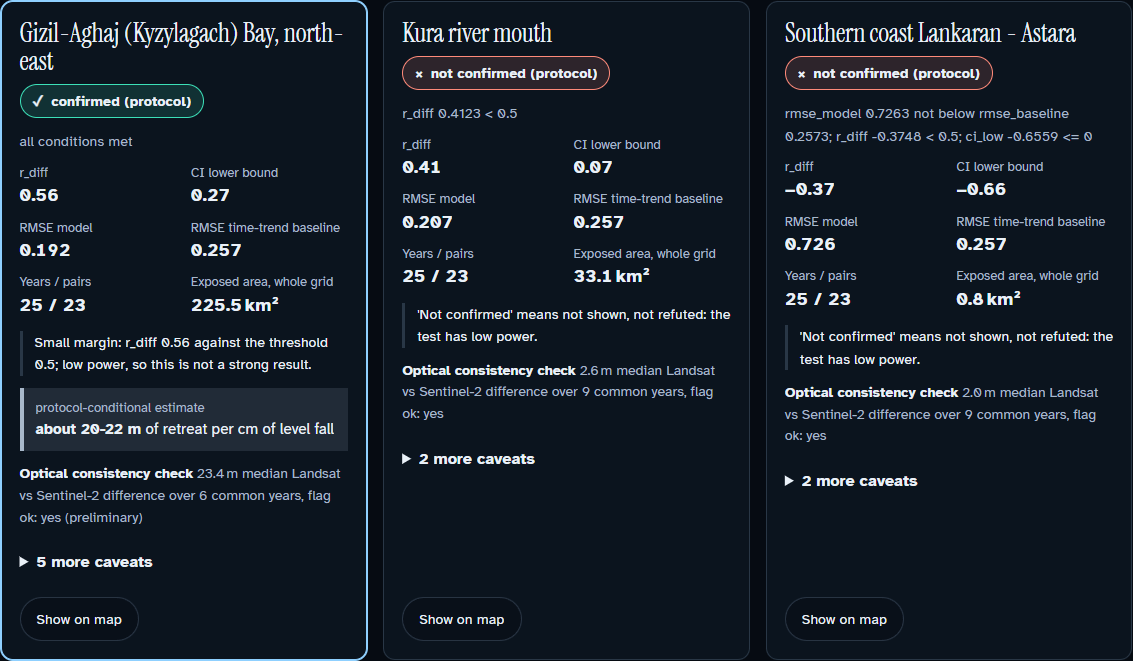 Gizil-Aghaj (Kyzylagach) Bay, north-
east
✓ confirmed (protocol)
all conditions met
r_diff
0.56
CI lower bound
0.27
RMSE model
0.192
RMSE time-trend baseline
0.257
Years / pairs
25 / 23
Exposed area, whole grid
225.5 km²
Small margin: r_diff 0.56 against the threshold
0.5; low power, so this is not a strong result.
protocol-conditional estimate
about 20-22 m of retreat per cm of level fall
Optical consistency check 23.4 m median Landsat
vs Sentinel-2 difference over 6 common years, flag
ok: yes (preliminary)
▶ 5 more caveats
Show on map
Kura river mouth
× not confirmed (protocol)
r_diff 0.4123 < 0.5
r_diff
0.41
CI lower bound
0.07
RMSE model
0.207
RMSE time-trend baseline
0.257
Years / pairs
25 / 23
Exposed area, whole grid
33.1 km²
'Not confirmed' means not shown, not refuted: the
test has low power.
Optical consistency check 2.6 m median Landsat
vs Sentinel-2 difference over 9 common years, flag
ok: yes
▶ 2 more caveats
Show on map
Southern coast Lankaran - Astara
× not confirmed (protocol)
rmse_model 0.7263 not below rmse_baseline
0.2573; r_diff -0.3748 < 0.5; ci_low -0.6559 <= 0
r_diff
−0.37
CI lower bound
−0.66
RMSE model
0.726
RMSE time-trend baseline
0.257
Years / pairs
25 / 23
Exposed area, whole grid
0.8 km²
'Not confirmed' means not shown, not refuted: the
test has low power.
Optical consistency check 2.0 m median Landsat
vs Sentinel-2 difference over 9 common years, flag
ok: yes
▶ 2 more caveats
Show on map